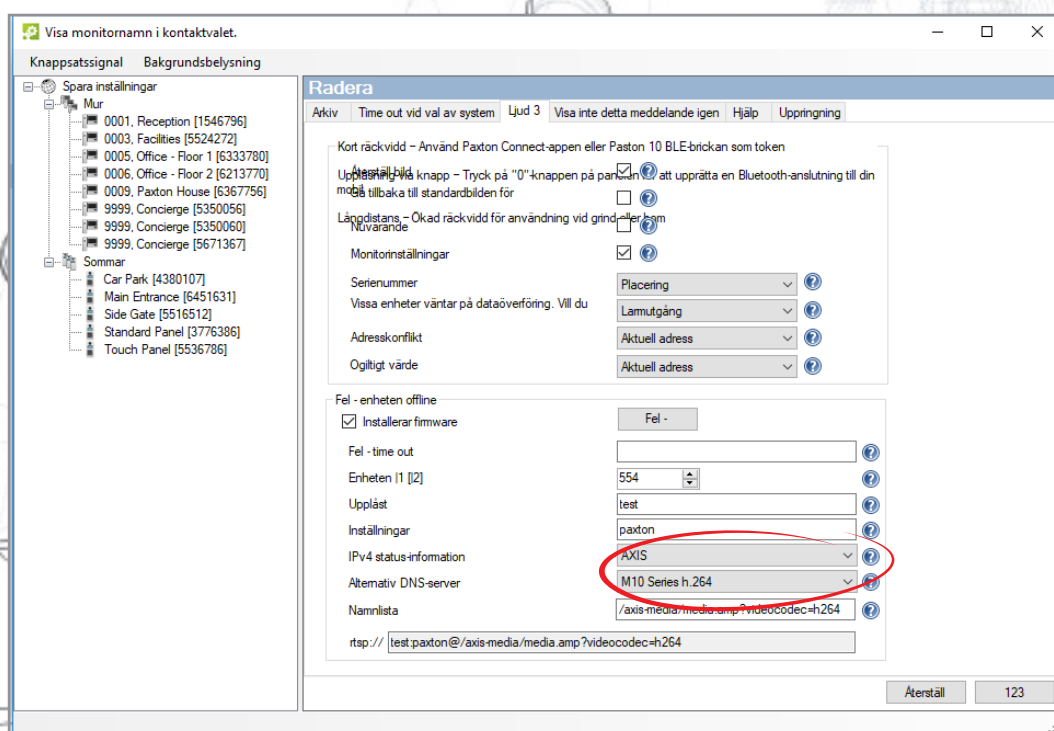 Visa monitornamn i kontaktvalet.
Knappsatssignal Bakgrundsbelysning
Spara inställningar
Mur
0001, Reception [1546796]
0003, Facilities [5524272]
0005, Office - Floor 1 [6333780]
0006, Office - Floor 2 [6213770]
0009, Paxton House [6367756]
9999, Concierge [5350056]
9999, Concierge [5350060]
9999, Concierge [5671367]
Sommar
Car Park [4380107]
Main Entrance [6451631]
Side Gate [5516512]
Standard Panel [3776386]
Touch Panel [5536786]
Radera
Arkiv Time out vid val av system Ljud 3 Visa inte detta meddelande igen Hjälp Uppringning
Kort räckvidd – Använd Paxton Connect-appen eller Paston 10 BLE-brickan som token
Återställ bild
Upplåsning via knapp – Tryck på "0"-knappen på panelen att upprätta en Bluetooth-anslutning till din
mobil
Gå tillbaka till standardbilden för
Långdistans – Ökad räckvidd för användning vid grind eller bom
Nuvarande
Monitorinställningar
Serienummer Placering
Vissa enheter väntar på dataöverföring. Vill du Larmutgång
Adresskonflikt Aktuell adress
Ogiltigt värde Aktuell adress
Fel - enheten offline
Installerar firmware Fel -
Fel - time out
Enheten |1 [|2] 554
Upplåst test
Inställningar paxton
IPv4 status-information AXIS
Alternativ DNS-server M10 Series h.264
Namnlista /axis-media/media.amp?videocodec=h264
rtsp:// test:paxton@/axis-media/media.amp?videocodec=h264
Återställ 123